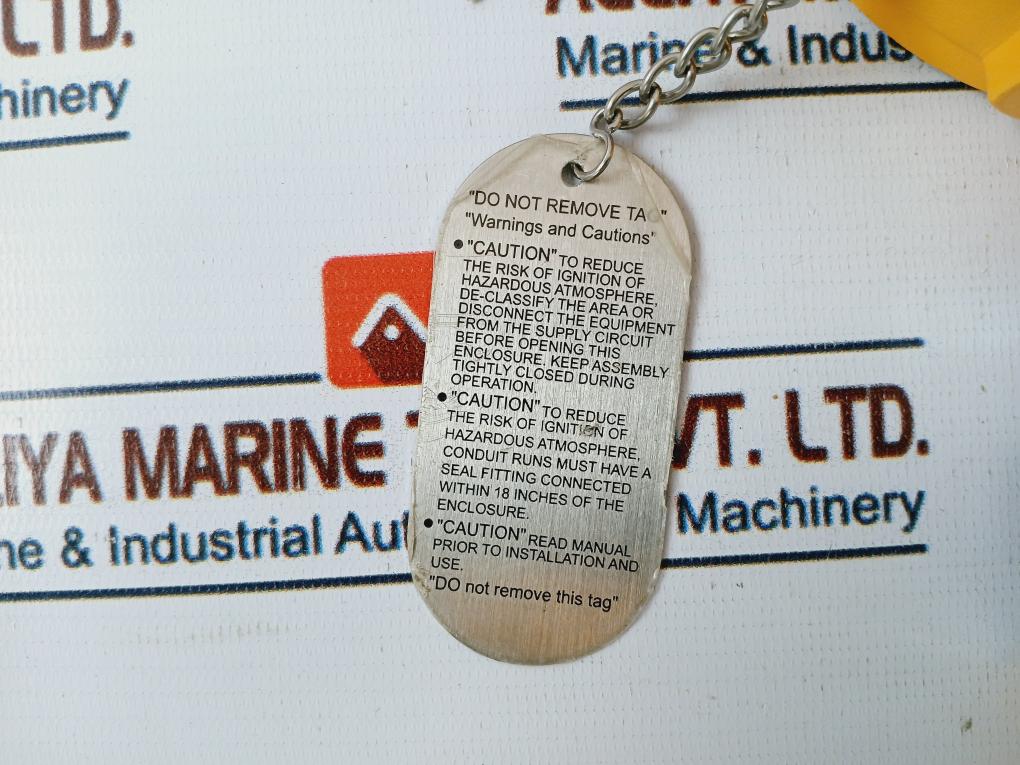 LTD.
hinery
Marine & Indus
"DO NOT REMOVE TAG"
"Warnings and Cautions"
• "CAUTION" TO REDUCE
THE RISK OF IGNITION OF
HAZARDOUS ATMOSPHERE,
DE-CLASSIFY THE AREA OR
DISCONNECT THE EQUIPMENT
FROM THE SUPPLY CIRCUIT
BEFORE OPENING THIS
ENCLOSURE. KEEP ASSEMBLY
TIGHTLY CLOSED DURING
OPERATION.
• "CAUTION" TO REDUCE
THE RISK OF IGNITION OF
HAZARDOUS ATMOSPHERE,
CONDUIT RUNS MUST HAVE A
SEAL FITTING CONNECTED
WITHIN 18 INCHES OF THE
ENCLOSURE.
• "CAUTION" READ MANUAL
PRIOR TO INSTALLATION AND
USE.
"DO not remove this tag"
IYA MARINE VT. LTD.
ne & Industrial Aut Machinery